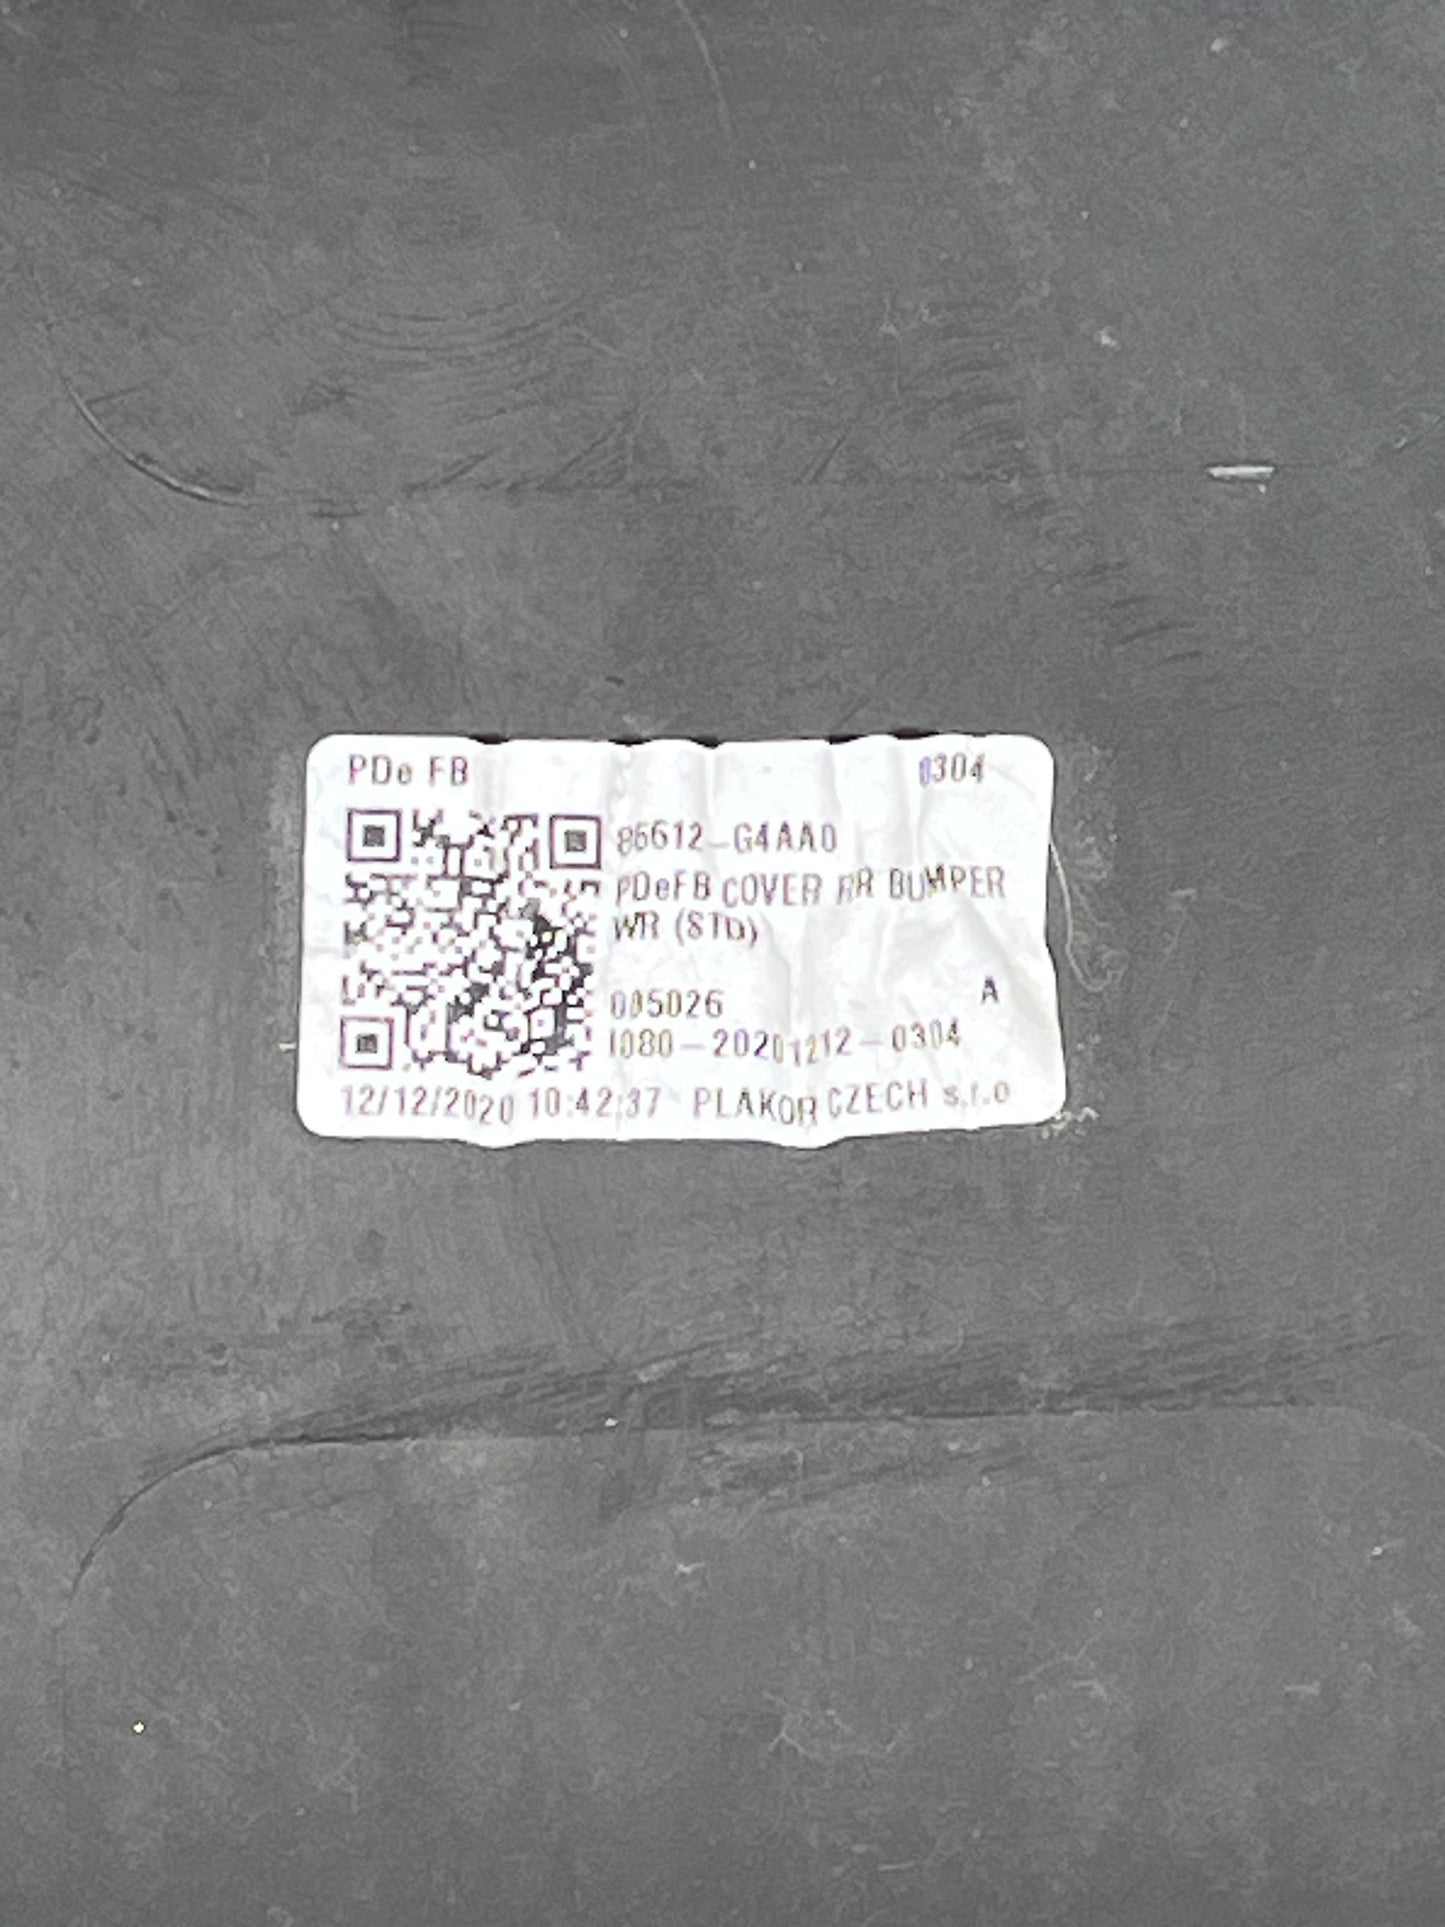 PDe FB 0304
86612-G4AA0
PDeFB COVER RR BUMPER
WR (STD)
005026 A
1080-20201212-0304
12/12/2020 10:42:37 PLAKOR CZECH s.r.o